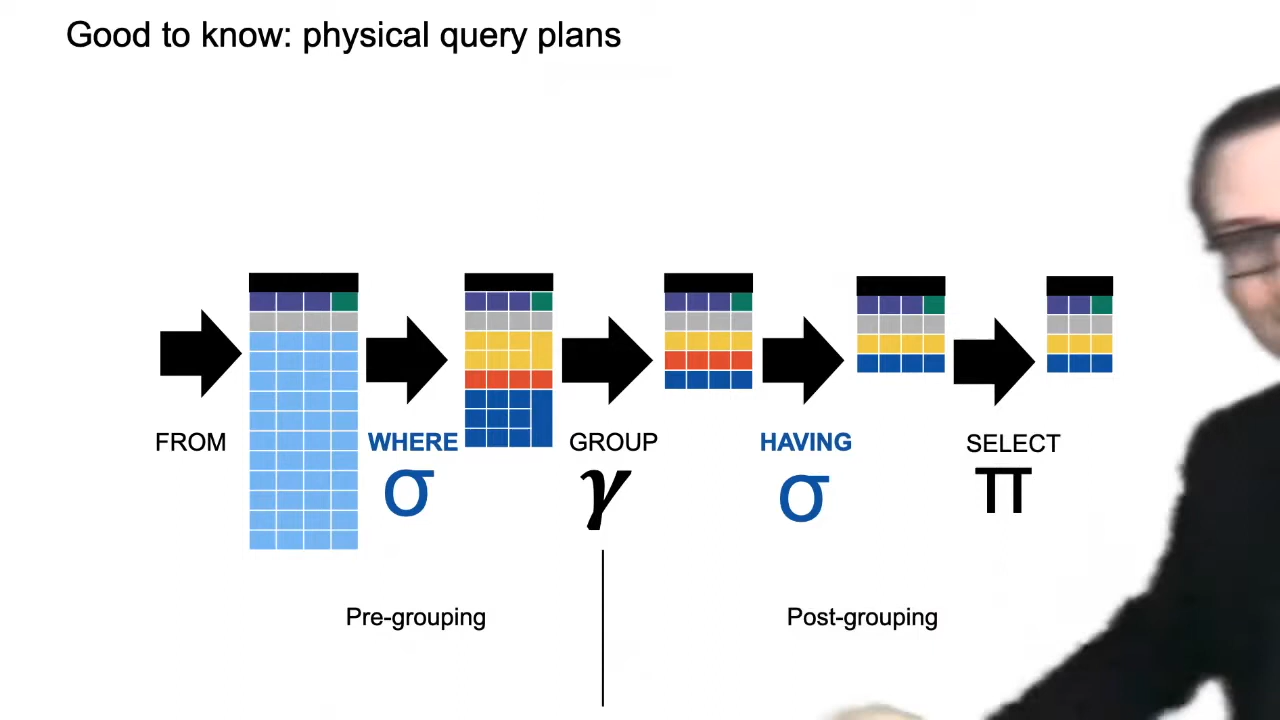 Good to know: physical query plans
FROM
WHERE
GROUP
HAVING
SELECT
σ
γ
σ
π
Pre-grouping
Post-grouping